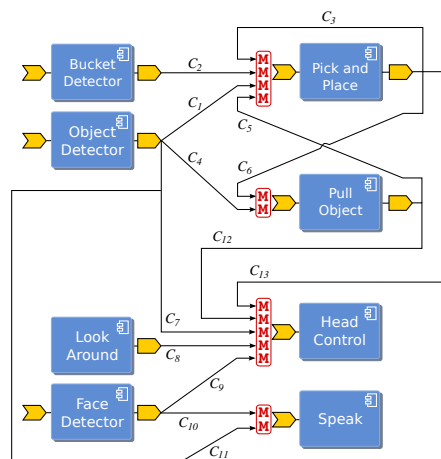 C3
Bucket
Detector
C2
M
M
M
M
Pick and
Place
C1
C5
Object
Detector
C4
C6
M
M
Pull
Object
C12
C13
C7
M
M
M
M
M
Head
Control
Look
Around
C8
C9
Face
Detector
C10
M
M
Speak
C11